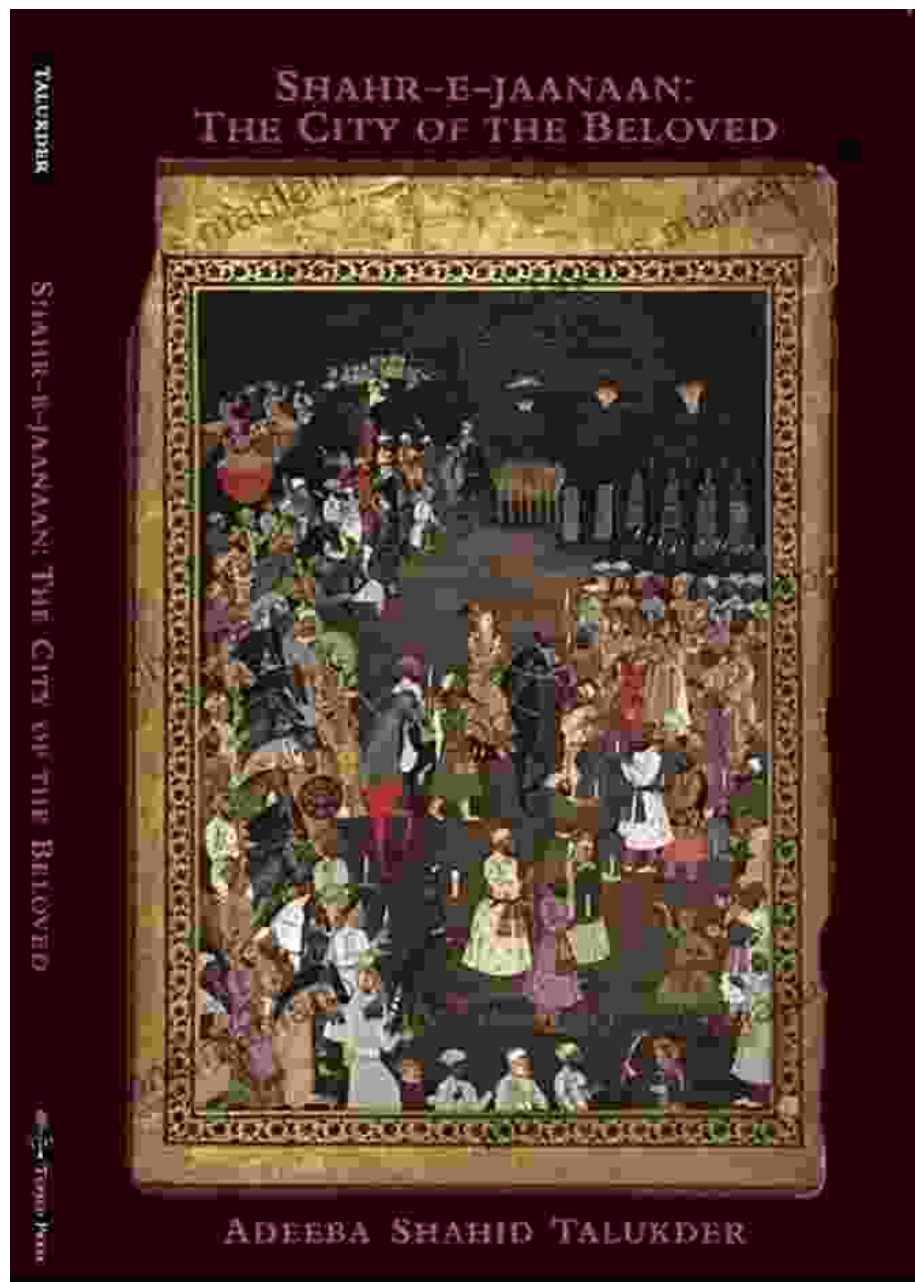 SHAHR-E-JAANAAN:
THE CITY OF THE BELOVED
ADEEBA SHAHID TALUKDER
TALUKDER
SHAHR-E-JAANAAN: THE CITY OF THE BELOVED